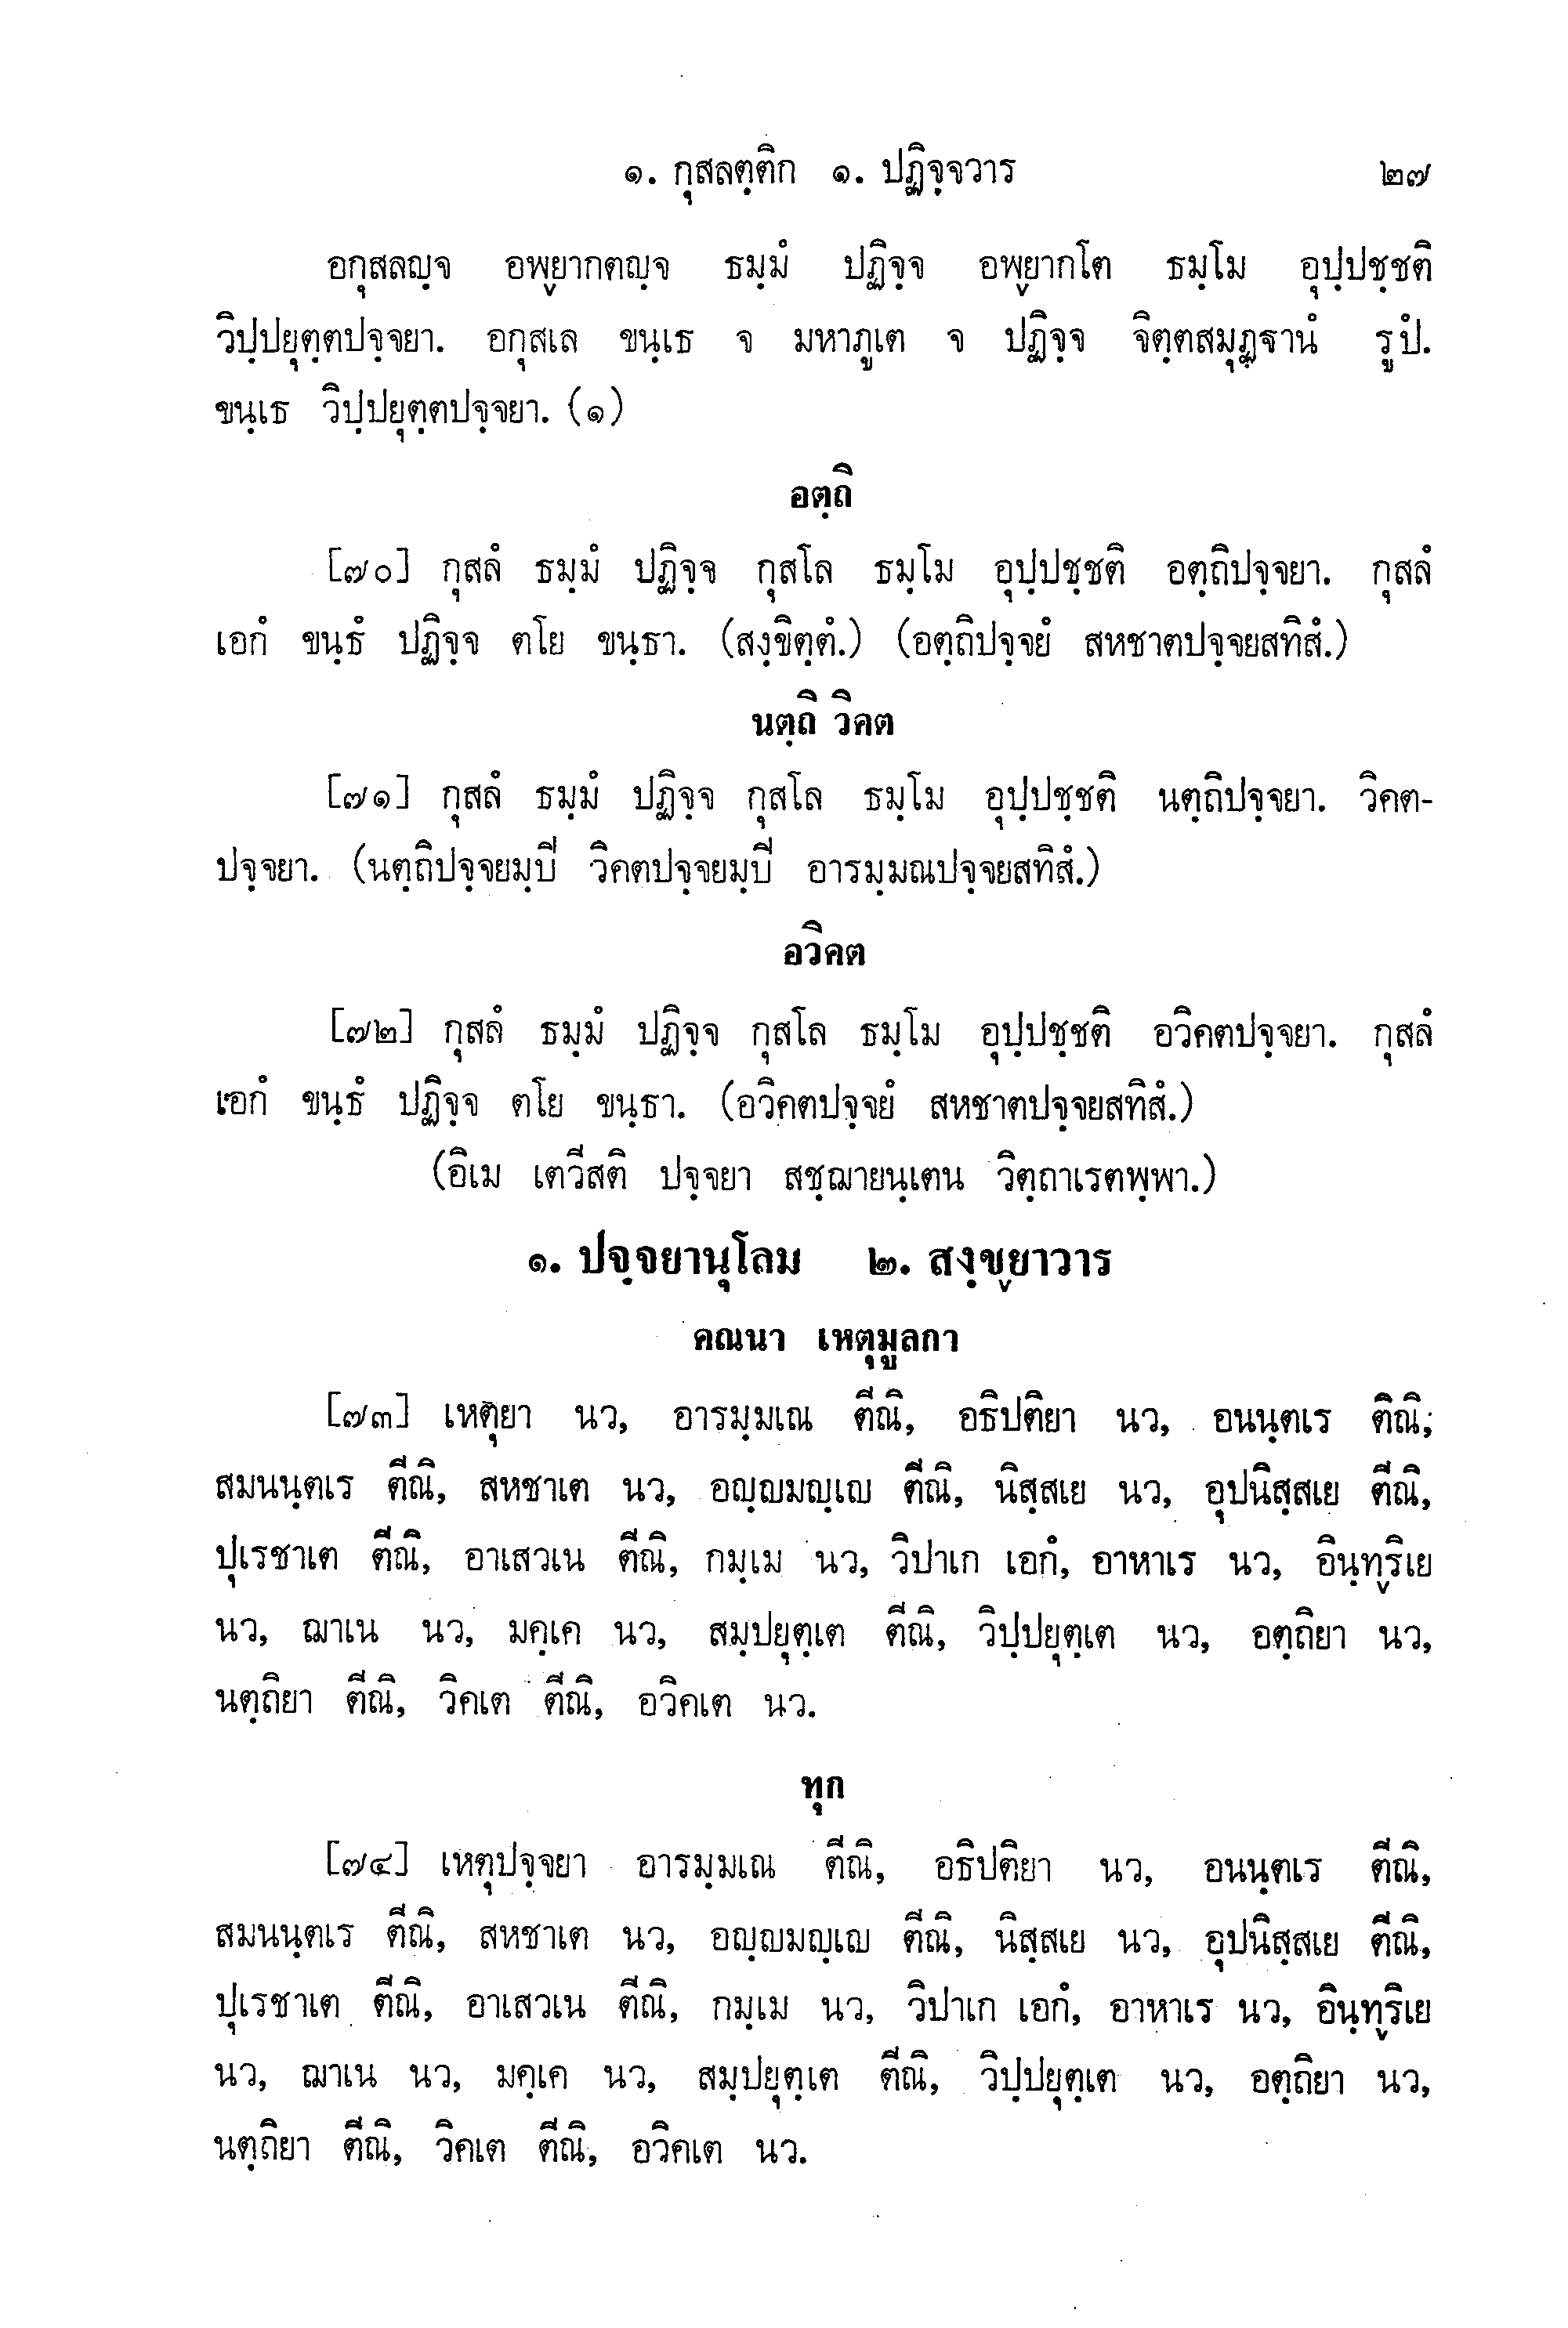 ๑. กุสลตฺติก ๑. ปฏิจฺจวาร ๒๗
อกุสลญฺจ อพฺยากตญฺจ ธมฺมํ ปฏิจฺจ อพฺยากโต ธมฺโม อุปฺปชฺชติ
วิปฺปยุตฺตปจฺจยา. อกุสเล ขนฺเธ จ มหาภูเต จ ปฏิจฺจ จิตฺตสมุฏฺฐานํ รูปํ.
ขนฺเธ วิปฺปยุตฺตปจฺจยา. (๑)
อตฺถิ
[๗๐] กุสลํ ธมฺมํ ปฏิจฺจ กุสโล ธมฺโม อุปฺปชฺชติ อตฺถิปจฺจยา. กุสลํ
เอกํ ขนฺธํ ปฏิจฺจ ตโย ขนฺธา. (สงฺขิตฺตํ.) (อตฺถิปจฺจยํ สหชาตปจฺจยสทิสํ.)
นตฺถิ วิคต
[๗๑] กุสลํ ธมฺมํ ปฏิจฺจ กุสโล ธมฺโม อุปฺปชฺชติ นตฺถิปจฺจยา. วิคต-
ปจฺจยา. (นตฺถิปจฺจยมฺปี วิคตปจฺจยมฺปี อารมฺมณปจฺจยสทิสํ.)
อวิคต
[๗๒] กุสลํ ธมฺมํ ปฏิจฺจ กุสโล ธมฺโม อุปฺปชฺชติ อวิคตปจฺจยา. กุสลํ
เอกํ ขนฺธํ ปฏิจฺจ ตโย ขนฺธา. (อวิคตปจฺจยํ สหชาตปจฺจยสทิสํ.)
(อิเม เตวีสติ ปจฺจยา สชฺฌายนฺเตน วิตฺถาเรตพฺพา.)
๑. ปจฺจยานุโลม ๒. สงฺขฺยาวาร
คณนา เหตุมูลกา
[๗๓] เหตุยา นว, อารมฺมเณ ตีณิ, อธิปติยา นว, อนนฺตเร ตีณิ,
สมนนฺตเร ตีณิ, สหชาเต นว, อญฺญมญฺเญ ตีณิ, นิสฺสเย นว, อุปนิสฺสเย ตีณิ,
ปุเรชาเต ตีณิ, อาเสวเน ตีณิ, กมฺเม นว, วิปาเก เอกํ, อาหาเร นว, อินฺทฺริเย
นว, ฌาเน นว, มคฺเค นว, สมฺปยุตฺเต ตีณิ, วิปฺปยุตฺเต นว, อตฺถิยา นว,
นตฺถิยา ตีณิ, วิคเต ตีณิ, อวิคเต นว.
ทุก
[๗๔] เหตุปจฺจยา อารมฺมเณ ตีณิ, อธิปติยา นว, อนนฺตเร ตีณิ,
สมนนฺตเร ตีณิ, สหชาเต นว, อญฺญมญฺเญ ตีณิ, นิสฺสเย นว, อุปนิสฺสเย ตีณิ,
ปุเรชาเต ตีณิ, อาเสวเน ตีณิ, กมฺเม นว, วิปาเก เอกํ, อาหาเร นว, อินฺทฺริเย
นว, ฌาเน นว, มคฺเค นว, สมฺปยุตฺเต ตีณิ, วิปฺปยุตฺเต นว, อตฺถิยา นว,
นตฺถิยา ตีณิ, วิคเต ตีณิ, อวิคเต นว.